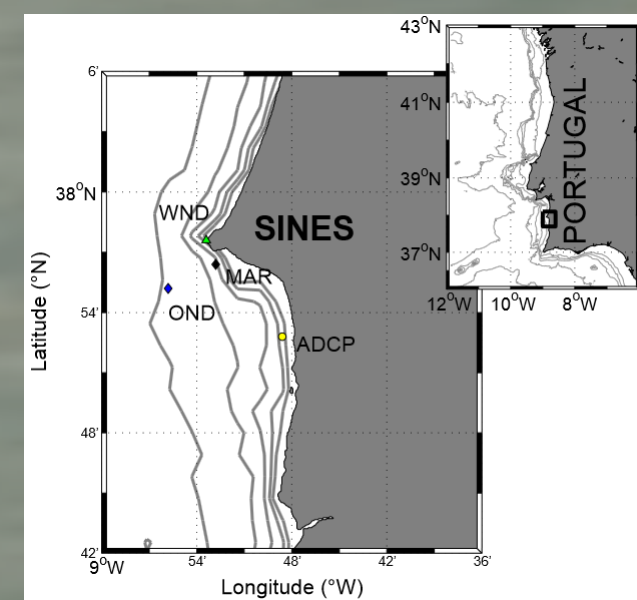 43°N
41°N
39°N
37°N
12°W 10°W 8°W
PORTUGAL
6'
38°N
54'
48'
42'
9°W 54' 48' 42' 36'
WND
SINES
MAR
OND
ADCP
Latitude (°N)
Longitude (°W)